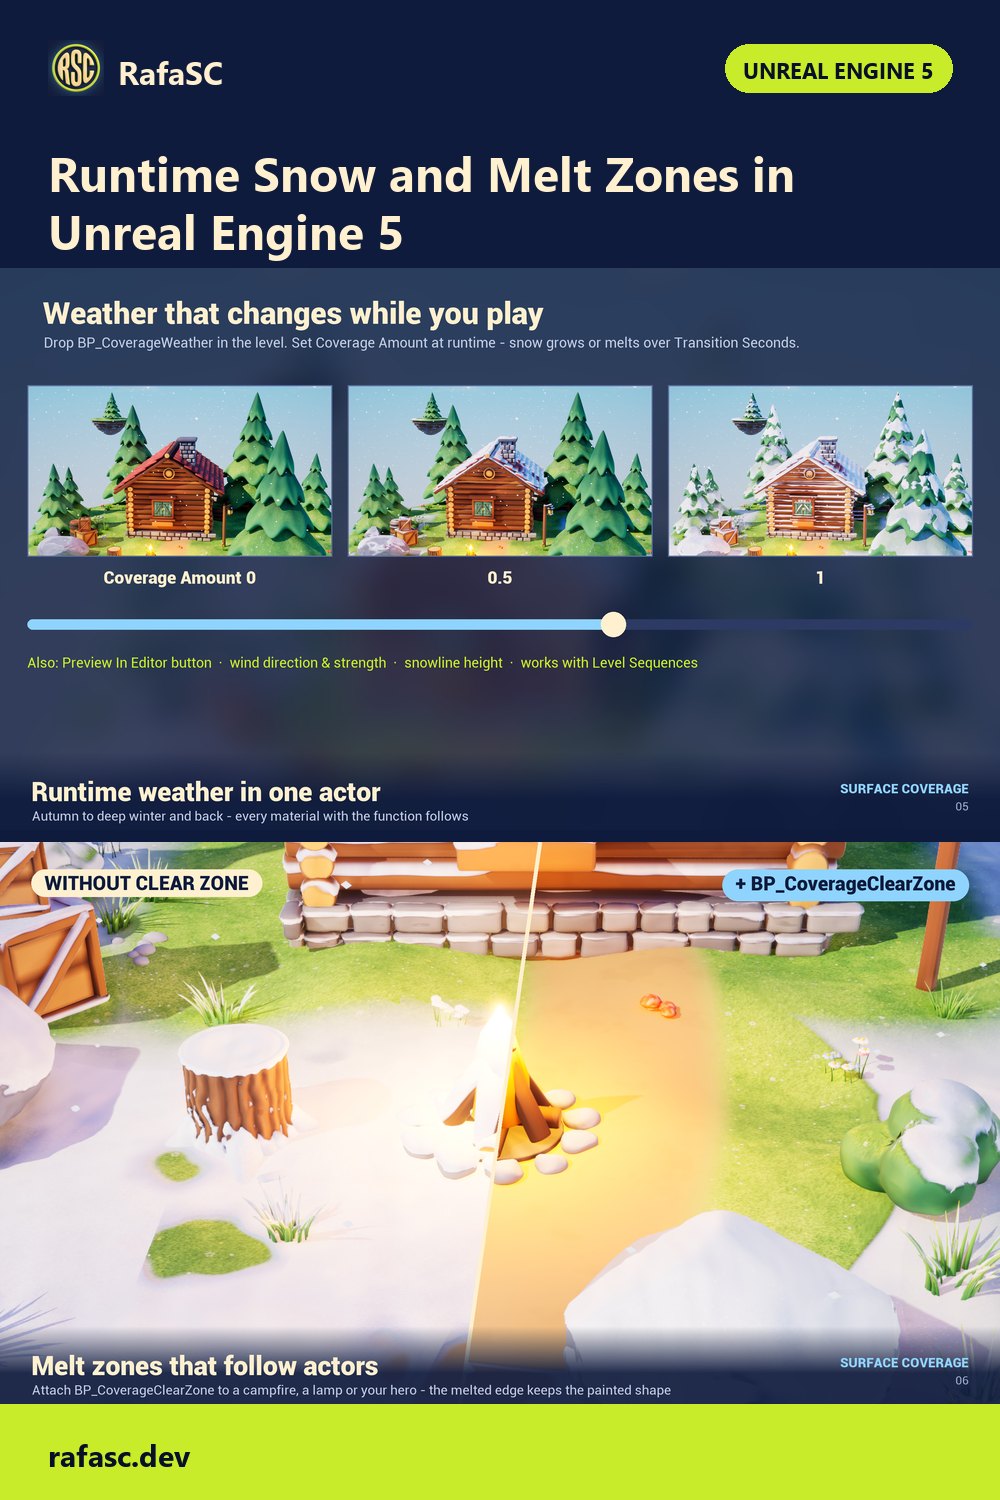 RSC
RafaSC
UNREAL ENGINE 5
Runtime Snow and Melt Zones in
Unreal Engine 5
Weather that changes while you play
Drop BP_CoverageWeather in the level. Set Coverage Amount at runtime - snow grows or melts over Transition Seconds.
Coverage Amount 0
0.5
1
Also: Preview In Editor button · wind direction & strength · snowline height · works with Level Sequences
Runtime weather in one actor
Autumn to deep winter and back - every material with the function follows
SURFACE COVERAGE
05
WITHOUT CLEAR ZONE
+ BP_CoverageClearZone
Melt zones that follow actors
Attach BP_CoverageClearZone to a campfire, a lamp or your hero - the melted edge keeps the painted shape
SURFACE COVERAGE
06
rafasc.dev